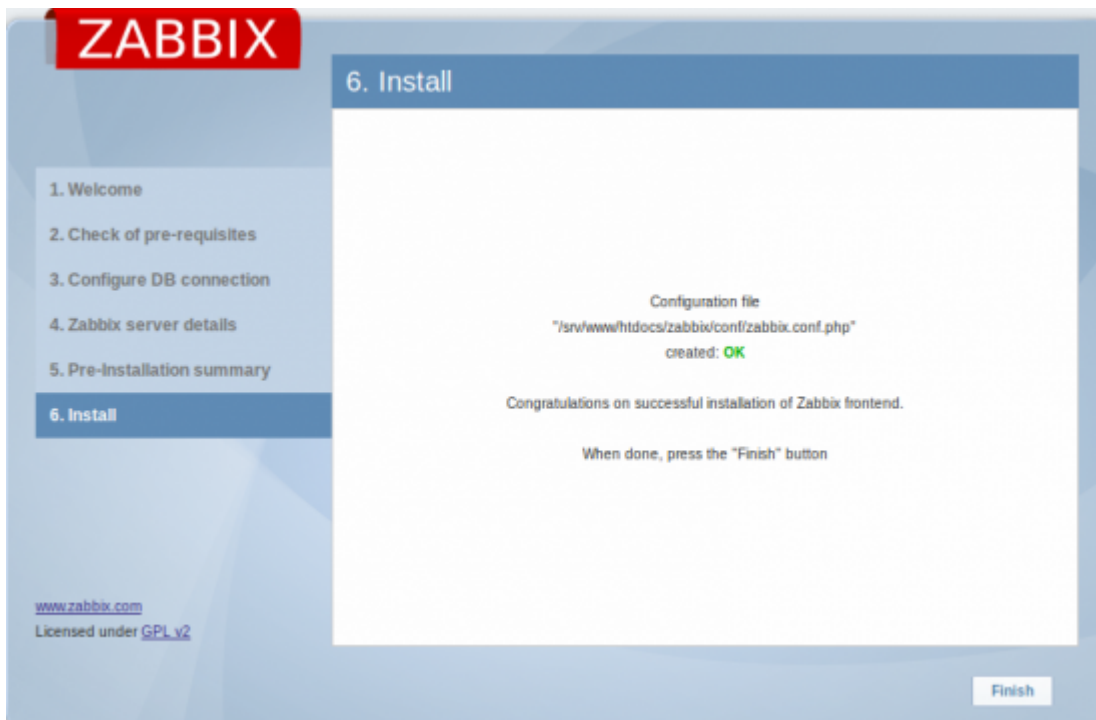 ZABBIX
6. Install
1. Welcome
2. Check of pre-requisites
3. Configure DB connection
4. Zabbix server details
5. Pre-Installation summary
6. Install
Configuration file
"/srv/www/htdocs/zabbix/conf/zabbix.conf.php"
created: OK
Congratulations on successful installation of Zabbix frontend.
When done, press the "Finish" button
www.zabbix.com
Licensed under GPL v2
Finish